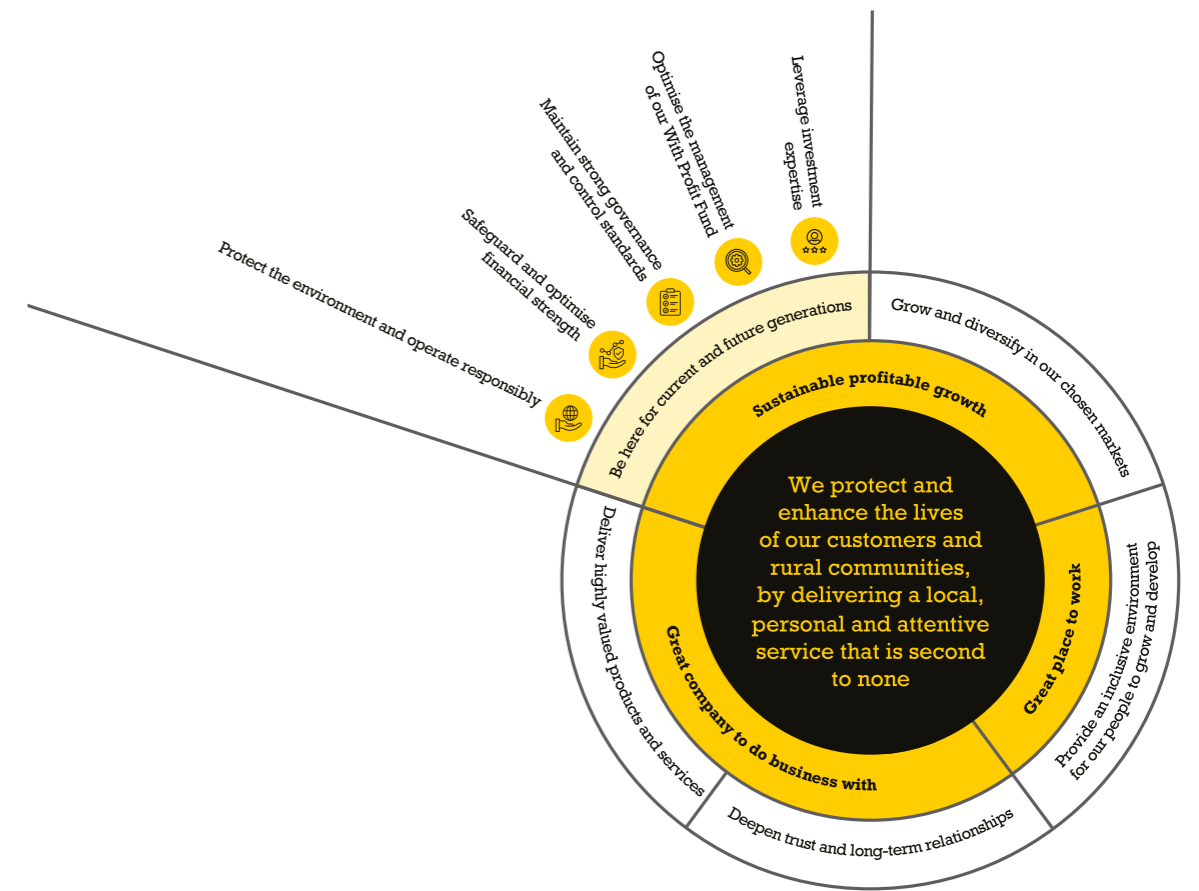 Protect the environment and operate responsibly
Safeguard and optimise
financial strength
Maintain strong governance
and control standards
Optimise the management
of our With Profit Fund
Leverage investment
expertise
Be here for current and future generations
Grow and diversify in our chosen markets
Provide an inclusive environment
for our people to grow and develop
Deepen trust and long-term relationships
Deliver highly valued products and services
Sustainable profitable growth
Great place to work
Great company to do business with
We protect and
enhance the lives
of our customers and
rural communities,
by delivering a local,
personal and attentive
service that is second
to none